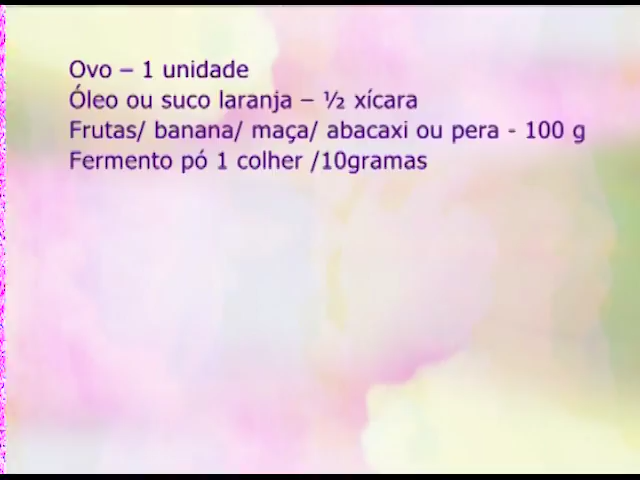 Ovo – 1 unidade
Óleo ou suco laranja – ½ xícara
Frutas/ banana/ maça/ abacaxi ou pera - 100 g
Fermento pó 1 colher /10gramas